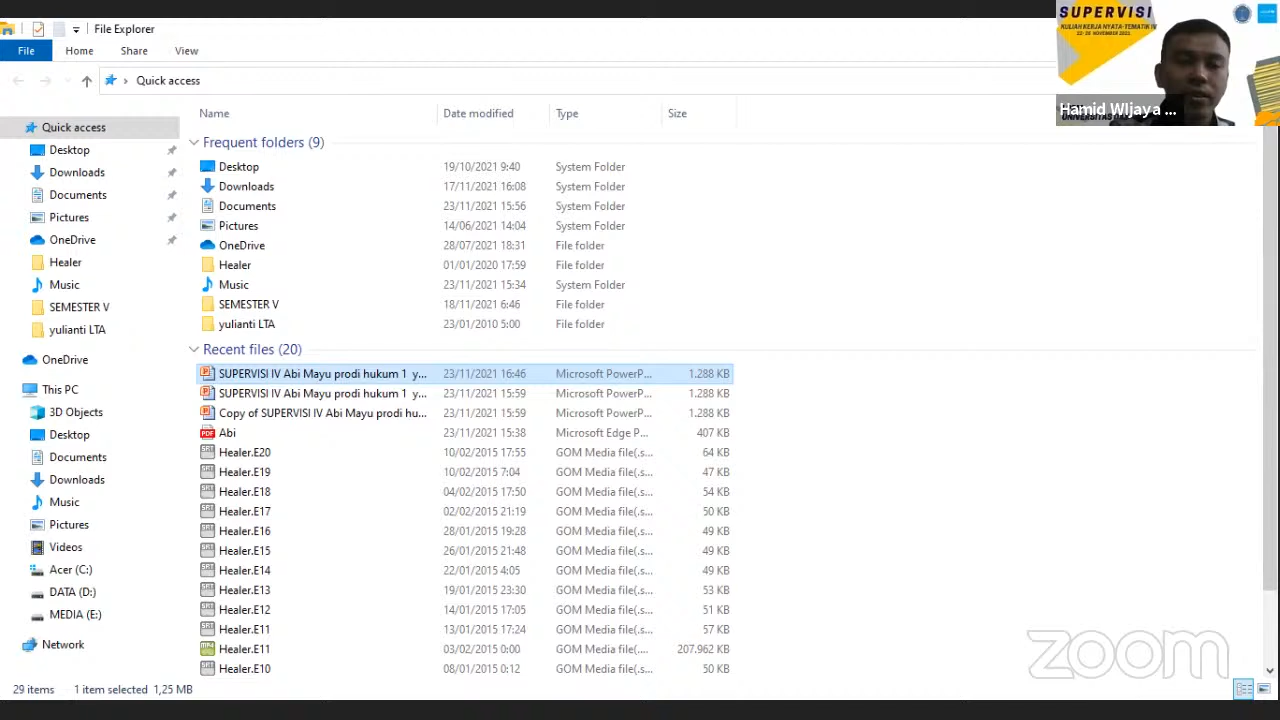 File Explorer
File Home Share View
Quick access
Name Date modified Type Size
Quick access
Desktop
Downloads
Documents
Pictures
OneDrive
Healer
Music
SEMESTER V
yulianti LTA
OneDrive
This PC
3D Objects
Desktop
Documents
Downloads
Music
Pictures
Videos
Acer (C:)
DATA (D:)
MEDIA (E:)
Network
Frequent folders (9)
Desktop 19/10/2021 9:40 System Folder
Downloads 17/11/2021 16:08 System Folder
Documents 23/11/2021 15:56 System Folder
Pictures 14/06/2021 14:04 System Folder
OneDrive 28/07/2021 18:31 File folder
Healer 01/01/2020 17:59 File folder
Music 23/11/2021 15:34 System Folder
SEMESTER V 18/11/2021 6:46 File folder
yulianti LTA 23/01/2010 5:00 File folder
Recent files (20)
SUPERVISI IV Abi Mayu prodi hukum 1 y... 23/11/2021 16:46 Microsoft PowerP... 1.288 KB
SUPERVISI IV Abi Mayu prodi hukum 1 y... 23/11/2021 15:59 Microsoft PowerP... 1.288 KB
Copy of SUPERVISI IV Abi Mayu prodi hu... 23/11/2021 15:59 Microsoft PowerP... 1.288 KB
Abi 23/11/2021 15:38 Microsoft Edge P... 407 KB
Healer.E20 10/02/2015 17:55 GOM Media file(.s... 64 KB
Healer.E19 10/02/2015 7:04 GOM Media file(.s... 47 KB
Healer.E18 04/02/2015 17:50 GOM Media file(.s... 54 KB
Healer.E17 02/02/2015 21:19 GOM Media file(.s... 50 KB
Healer.E16 28/01/2015 19:28 GOM Media file(.s... 49 KB
Healer.E15 26/01/2015 21:48 GOM Media file(.s... 49 KB
Healer.E14 22/01/2015 4:05 GOM Media file(.s... 49 KB
Healer.E13 19/01/2015 23:30 GOM Media file(.s... 53 KB
Healer.E12 14/01/2015 17:05 GOM Media file(.s... 51 KB
Healer.E11 13/01/2015 17:24 GOM Media file(.s... 57 KB
Healer.E11 03/02/2015 0:00 GOM Media file(.... 207.962 KB
Healer.E10 08/01/2015 0:12 GOM Media file(.s... 50 KB
29 items 1 item selected 1,25 MB
SUPERVISI
KULIAH KERJA NYATA-TEMATIK IV
22- 26 NOVEMBER 2021
Hamid WIjaya ...
zoom